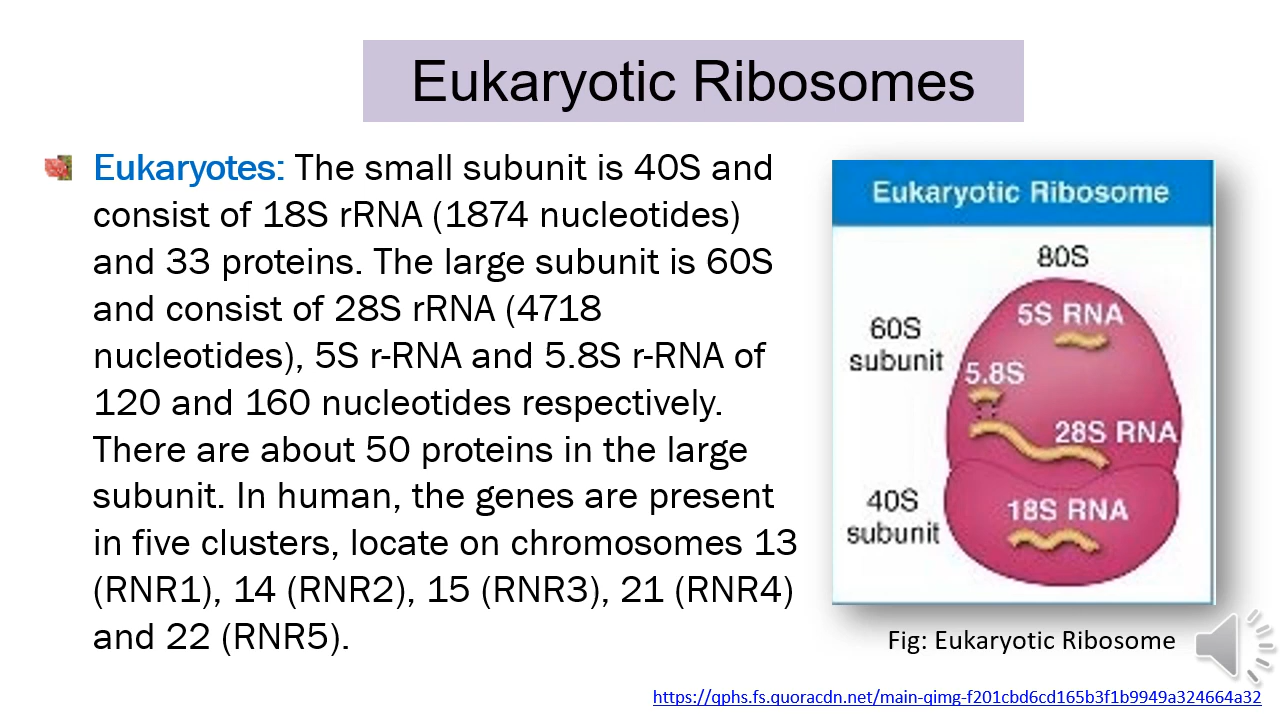 Eukaryotic Ribosomes
Eukaryotes: The small subunit is 40S and
consist of 18S rRNA (1874 nucleotides)
and 33 proteins. The large subunit is 60S
and consist of 28S rRNA (4718
nucleotides), 5S r-RNA and 5.8S r-RNA of
120 and 160 nucleotides respectively.
There are about 50 proteins in the large
subunit. In human, the genes are present
in five clusters, locate on chromosomes 13
(RNR1), 14 (RNR2), 15 (RNR3), 21 (RNR4)
and 22 (RNR5).
Eukaryotic Ribosome
80S
5S RNA
60S
subunit
5.8S
28S RNA
40S
subunit
18S RNA
Fig: Eukaryotic Ribosome
https://qphs.fs.quoracdn.net/main-qimg-f201cbd6cd165b3f1b9949a324664a32